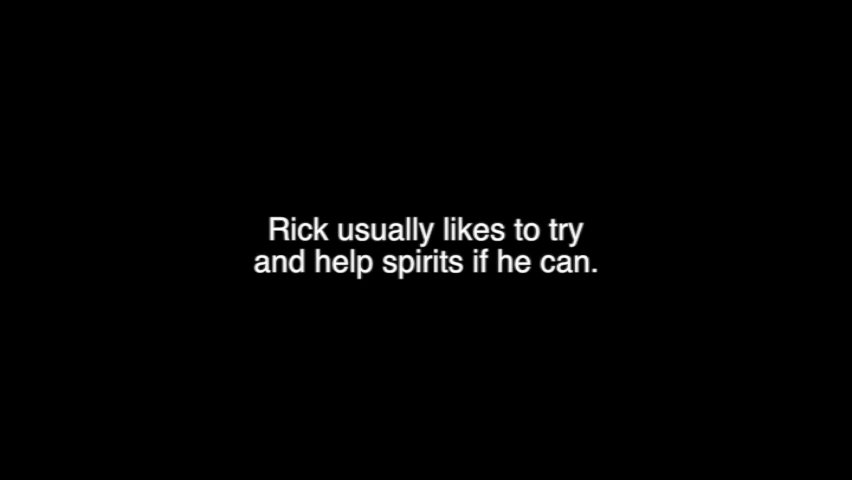 Rick usually likes to try
and help spirits if he can.